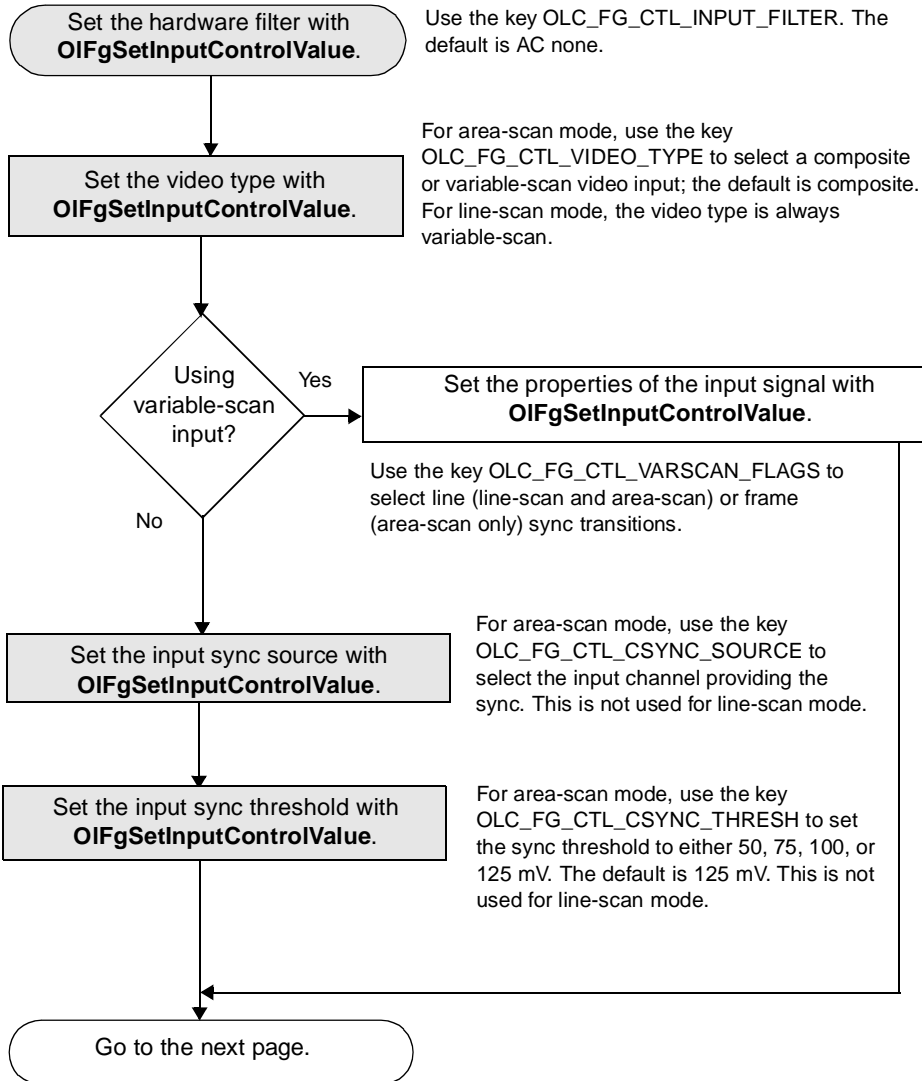 Set the hardware filter with
OlFgSetInputControlValue.
Use the key OLC_FG_CTL_INPUT_FILTER. The
default is AC none.
Set the video type with
OlFgSetInputControlValue.
For area-scan mode, use the key
OLC_FG_CTL_VIDEO_TYPE to select a composite
or variable-scan video input; the default is composite.
For line-scan mode, the video type is always
variable-scan.
Using
variable-scan
input?
Yes
Set the properties of the input signal with
OlFgSetInputControlValue.
Use the key OLC_FG_CTL_VARSCAN_FLAGS to
select line (line-scan and area-scan) or frame
(area-scan only) sync transitions.
No
Set the input sync source with
OlFgSetInputControlValue.
For area-scan mode, use the key
OLC_FG_CTL_CSYNC_SOURCE to
select the input channel providing the
sync. This is not used for line-scan mode.
Set the input sync threshold with
OlFgSetInputControlValue.
For area-scan mode, use the key
OLC_FG_CTL_CSYNC_THRESH to set
the sync threshold to either 50, 75, 100, or
125 mV. The default is 125 mV. This is not
used for line-scan mode.
Go to the next page.